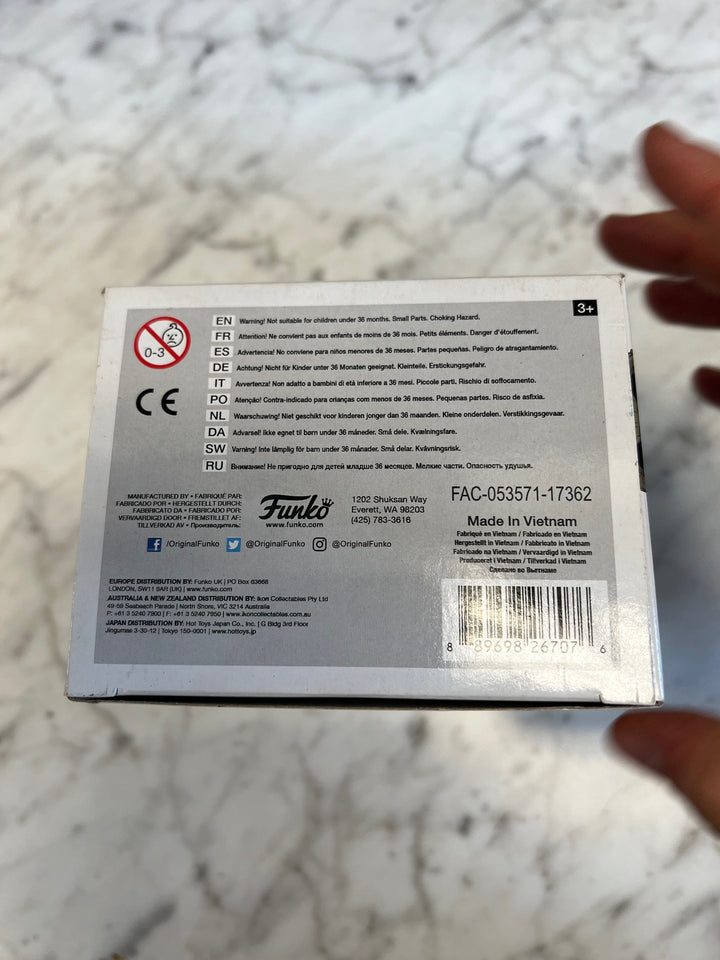 3+
0-3
EN Warning! Not suitable for children under 36 months. Small Parts. Choking Hazard.
FR Attention! Ne convient pas aux enfants de moins de 36 mois. Petits éléments. Danger d'étouffement.
ES Advertencia! No conviene para niños menores de 36 meses. Partes pequeñas. Peligro de atragantamiento.
DE Achtung! Nicht für Kinder unter 36 Monaten geeignet. Kleinteile. Erstickungsgefahr.
IT Avvertenza! Non adatto a bambini di età inferiore a 36 mesi. Piccole parti. Rischio di soffocamento.
PO Atenção! Contra-indicado para crianças com menos de 36 meses. Pequenas partes. Risco de asfixia.
NL Waarschuwing! Niet geschikt voor kinderen jonger dan 36 maanden. Kleine onderdelen. Verstikkingsgevaar.
DA Advarsel! Ikke egnet til børn under 36 måneder. Små dele. Kvælningsfare.
SW Varning! Inte lämplig för barn under 36 månader. Små delar. Kvävningsrisk.
RU Внимание! Не пригодно для детей младше 36 месяцев. Мелкие части. Опасность удушья.
CE
MANUFACTURED BY • FABRIQUÉ PAR:
FABRICADO POR • HERGESTELLT DURCH:
FABBRICATO DA • FABRICADO POR:
VERVAARDIGD DOOR • FREMSTILLET AF:
TILLVERKAD AV • Производитель:
Funko
www.funko.com
1202 Shuksan Way
Everett, WA 98203
(425) 783-3616
/OriginalFunko @OriginalFunko @OriginalFunko
FAC-053571-17362
Made In Vietnam
Fabriqué en Vietnam / Fabricado en Vietnam
Hergestellt in Vietnam / Fabbricato in Vietnam
Fabricado na Vietnam / Vervaardigd in Vietnam
Producerat i Vietnam / Tillverkad i Vietnam
Сделано во Вьетнаме
EUROPE DISTRIBUTION BY: Funko UK | PO Box 63668
LONDON, SW11 9AR (UK) | www.funko.com
AUSTRALIA & NEW ZEALAND DISTRIBUTION BY: Ikon Collectables Pty Ltd
49-59 Seabeach Parade | North Shore, VIC 3214 Australia
P: +61 3 5240 7900 | F: +61 3 5240 7950 | www.ikoncollectables.com.au
JAPAN DISTRIBUTION BY: Hot Toys Japan Co., Inc. | G Bldg 3rd Floor
Jingumae 3-30-12 | Tokyo 150-0001 | www.hottoys.jp
8 89698 26707 6